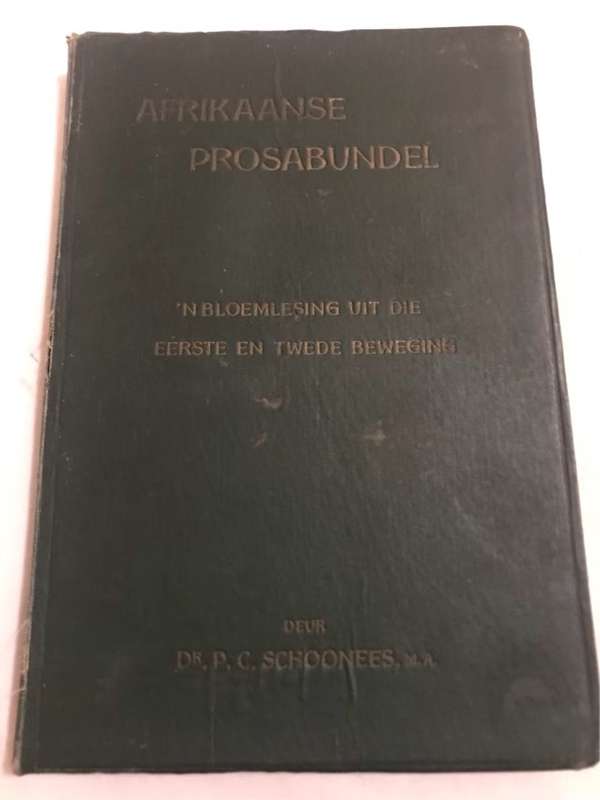 AFRIKAANSE
PROSABUNDEL
'N BLOEMLESING UIT DIE
EERSTE EN TWEDE BEWEGING
DEUR
DR. P. C. SCHOONEES, M.A.